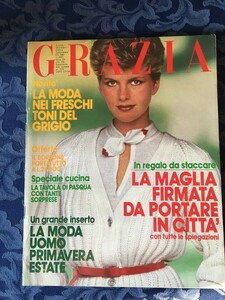 GRAZIA
LA MODA
NEI FRESCHI
TONI DEL
GRIGIO
Offerta
Speciale cucina
LA TAVOLA DI PASQUA
CON TANTE
SORPRESE
Un grande inserto
LA MODA
UOMO
PRIMAVERA
ESTATE
In regalo da staccare
LA MAGLIA
FIRMATA
DA PORTARE
IN CITTA'
con tutte le spiegazioni